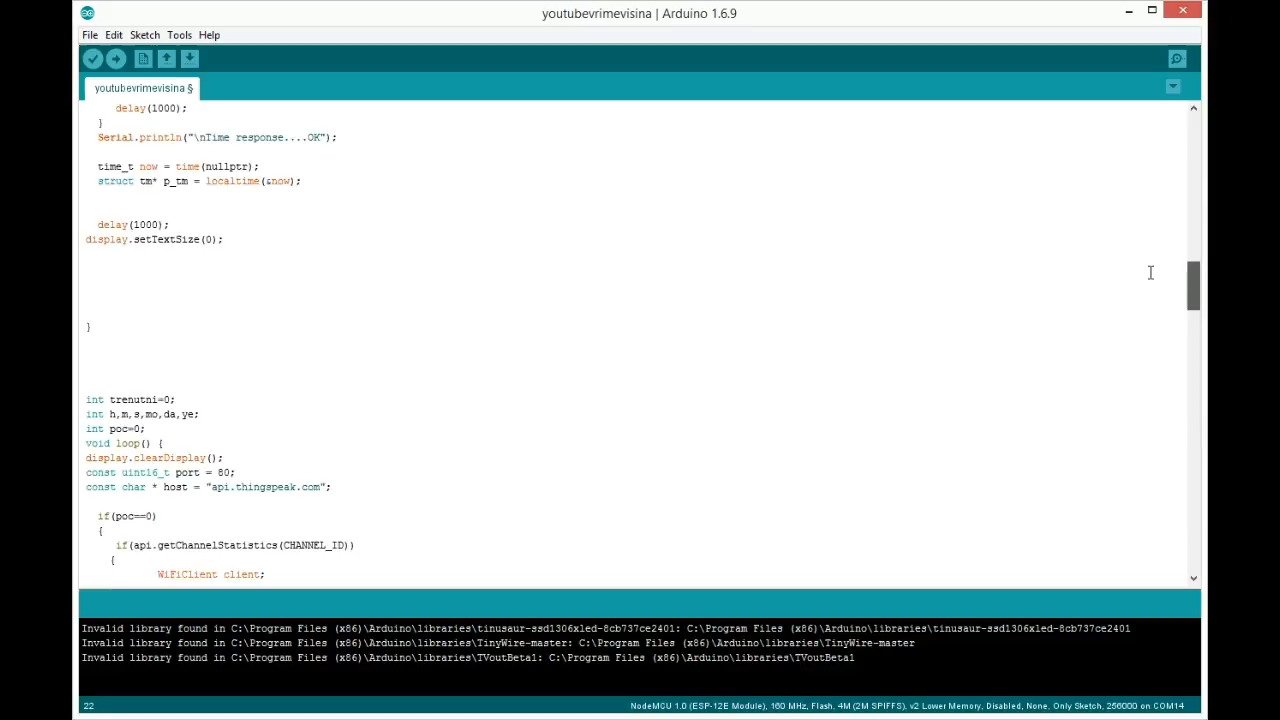 youtubevrimevisina | Arduino 1.6.9
File Edit Sketch Tools Help
youtubevrimevisina §
delay(1000);
}
Serial.println("\nTime response....OK");
time_t now = time(nullptr);
struct tm* p_tm = localtime(&now);
delay(1000);
display.setTextSize(0);
}
int trenutni=0;
int h,m,s,mo,da,ye;
int poc=0;
void loop() {
display.clearDisplay();
const uint16_t port = 80;
const char * host = "api.thingspeak.com";
if(poc==0)
{
if(api.getChannelStatistics(CHANNEL_ID))
{
WiFiClient client;
Invalid library found in C:\Program Files (x86)\Arduino\libraries\tinusaur-ssd1306xled-8cb737ce2401: C:\Program Files (x86)\Arduino\libraries\tinusaur-ssd1306xled-8cb737ce2401
Invalid library found in C:\Program Files (x86)\Arduino\libraries\TinyWire-master: C:\Program Files (x86)\Arduino\libraries\TinyWire-master
Invalid library found in C:\Program Files (x86)\Arduino\libraries\TVoutBeta1: C:\Program Files (x86)\Arduino\libraries\TVoutBeta1
22 NodeMCU 1.0 (ESP-12E Module), 160 MHz, Flash, 4M (2M SPIFFS), v2 Lower Memory, Disabled, None, Only Sketch, 256000 on COM14